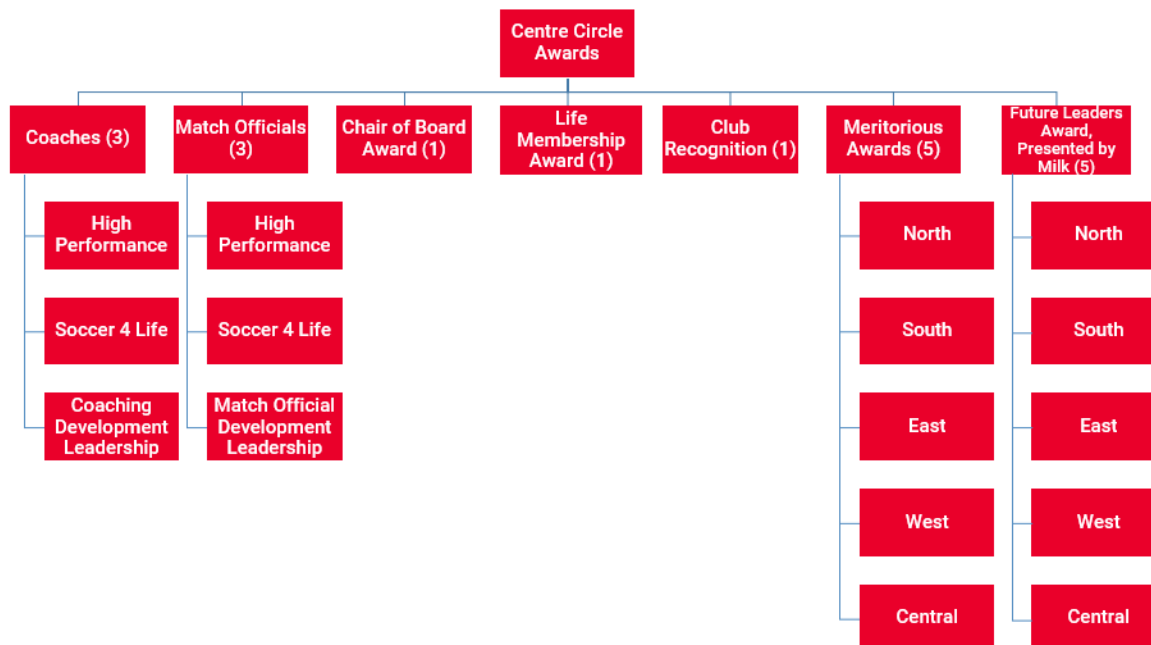 Centre Circle
Awards
Coaches (3)
Match Officials
(3)
Chair of Board
Award (1)
Life
Membership
Award (1)
Club
Recognition (1)
Meritorious
Awards (5)
Future Leaders
Award,
Presented by
Milk (5)
High
Performance
Soccer 4 Life
Coaching
Development
Leadership
High
Performance
Soccer 4 Life
Match Official
Development
Leadership
North
South
East
West
Central
North
South
East
West
Central